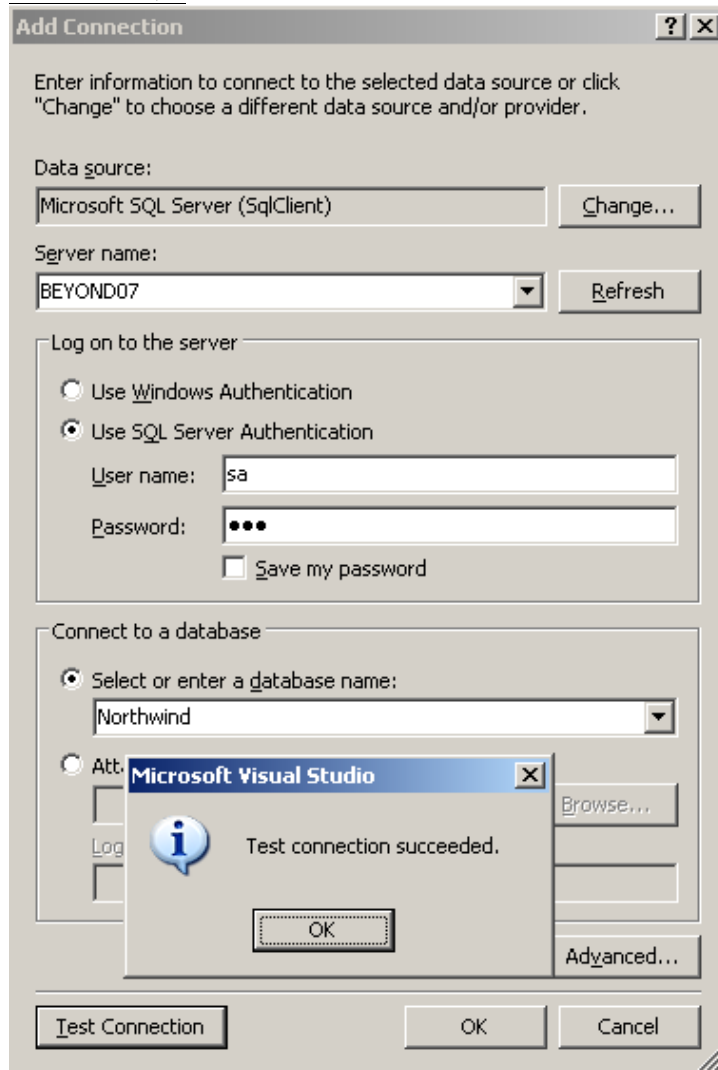 Add Connection
Enter information to connect to the selected data source or click
"Change" to choose a different data source and/or provider.
Data source:
Microsoft SQL Server (SqlClient)
Change...
Server name:
BEYOND07
Refresh
Log on to the server
Use Windows Authentication
Use SQL Server Authentication
User name:
sa
Password:
●●●
Save my password
Connect to a database
Select or enter a database name:
Northwind
Att
Microsoft Visual Studio
Browse...
Log
Test connection succeeded.
OK
Advanced...
Test Connection
OK
Cancel